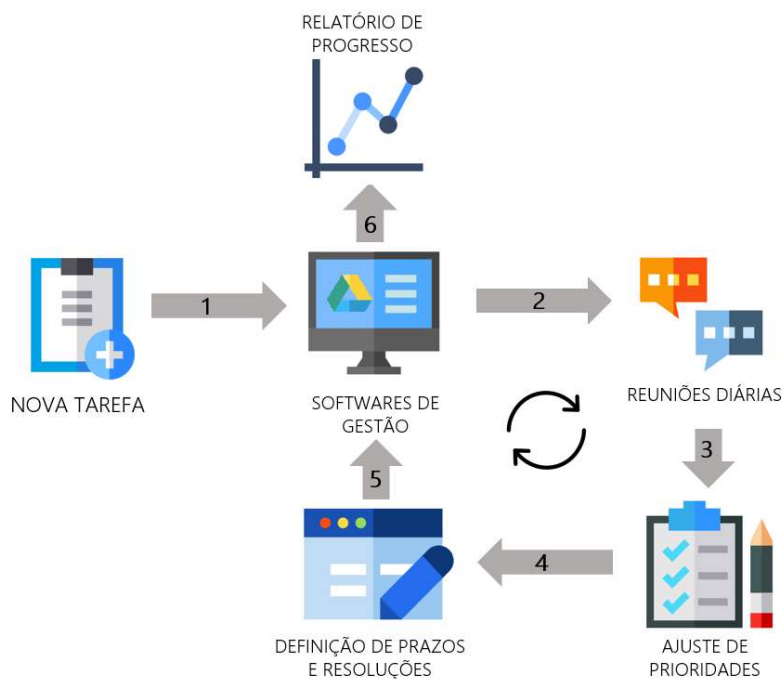 RELATÓRIO DE
PROGRESSO
6
1
2
NOVA TAREFA
SOFTWARES DE
GESTÃO
REUNIÕES DIÁRIAS
3
5
4
DEFINIÇÃO DE PRAZOS
E RESOLUÇÕES
AJUSTE DE
PRIORIDADES